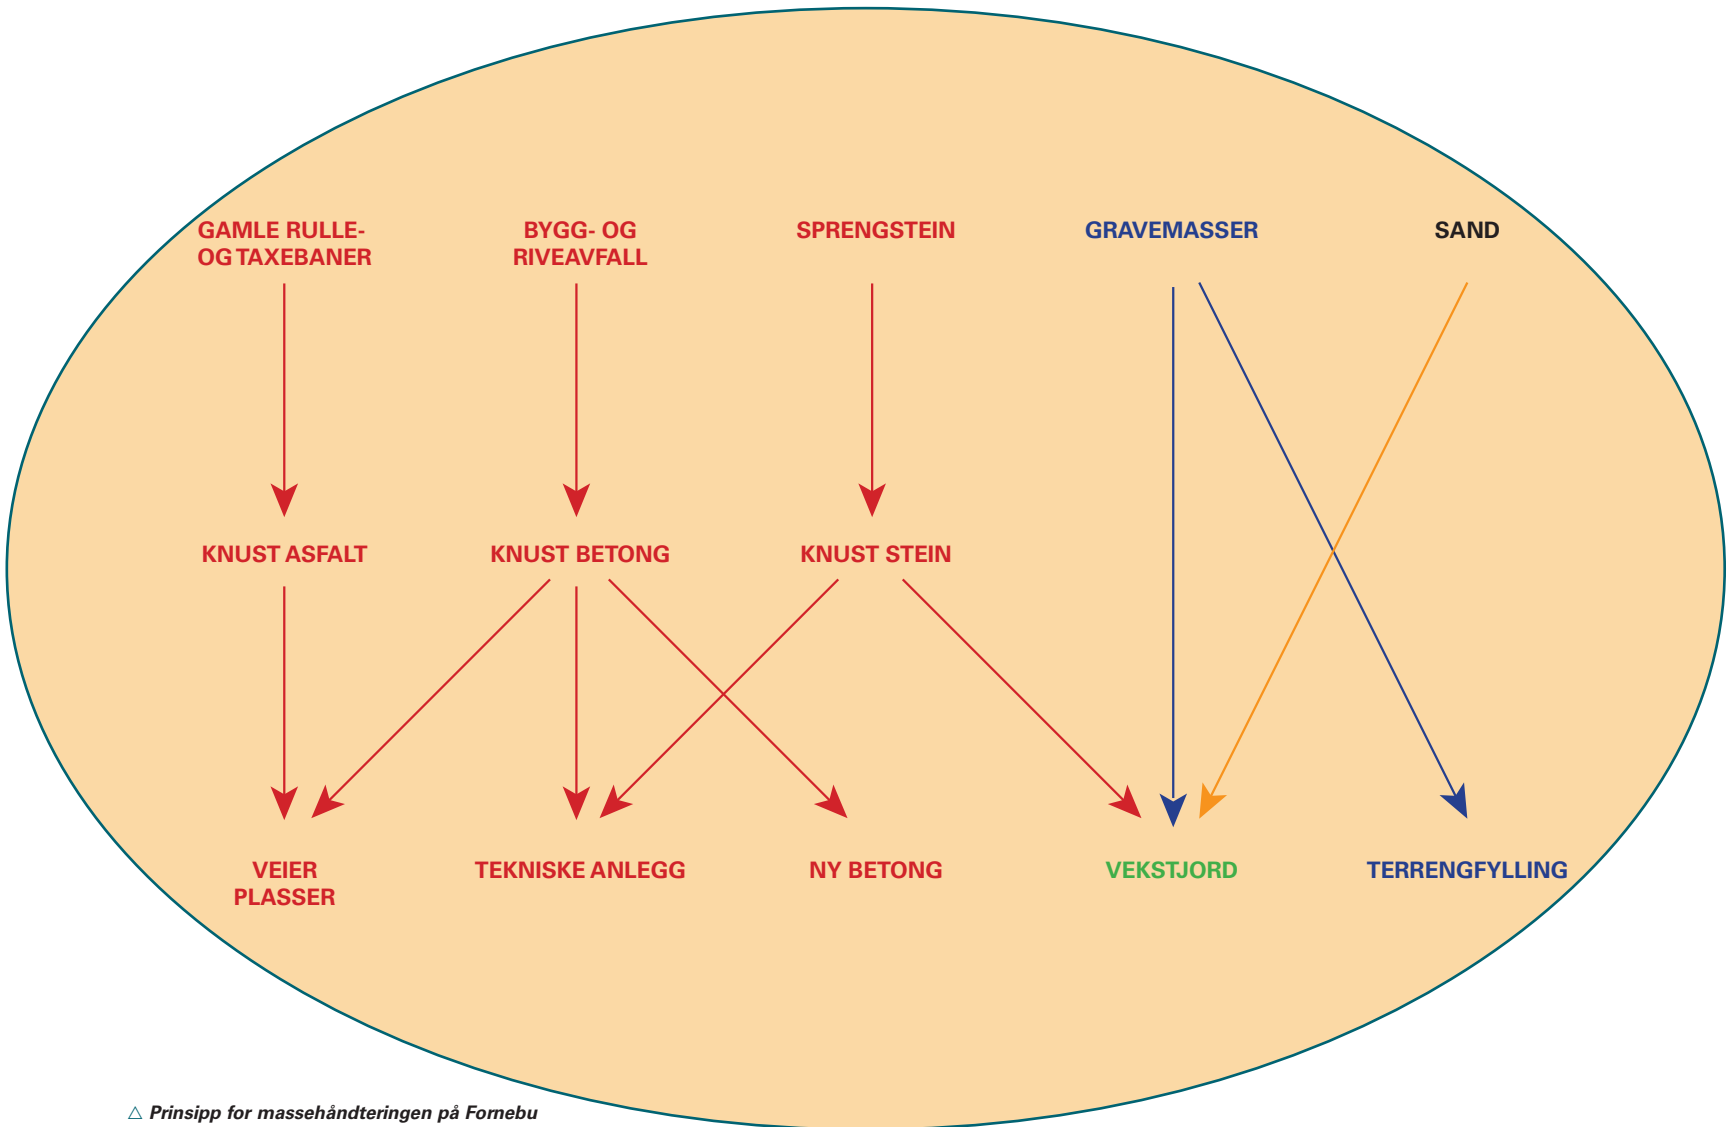 GAMLE RULLE-
OG TAXEBANER
BYGG- OG
RIVEAVFALL
SPRENGSTEIN
GRAVEMASSER
SAND
KNUST ASFALT
KNUST BETONG
KNUST STEIN
VEIER
PLASSER
TEKNISKE ANLEGG
NY BETONG
VEKSTJORD
TERRENGFYLLING
△ Prinsipp for massehåndteringen på Fornebu